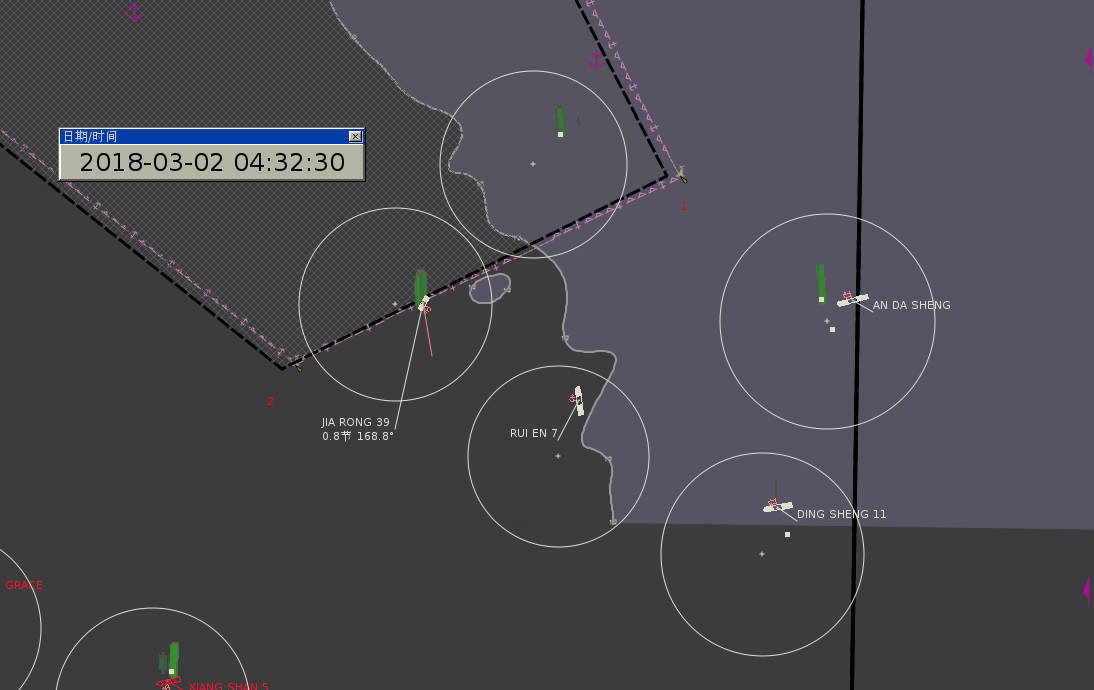 日期/时间
2018-03-02 04:32:30
1
AN DA SHENG
2
JIA RONG 39
0.8节 168.8°
RUI EN 7
DING SHENG 11
GRACE
XIANG SHAN 5